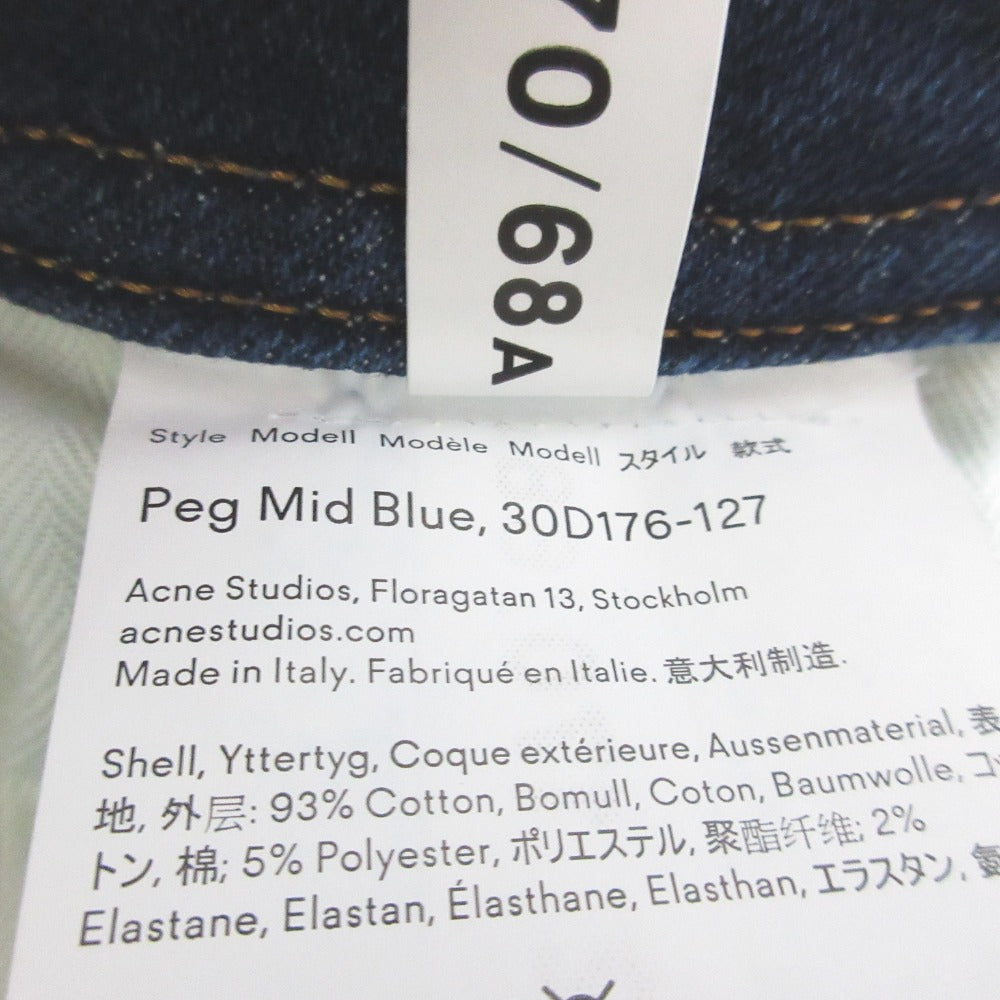 70/68A
Style Modell Modèle Modell スタイル 款式
Peg Mid Blue, 30D176-127
Acne Studios, Floragatan 13, Stockholm
acnestudios.com
Made in Italy. Fabriqué en Italie. 意大利制造.
Shell, Yttertyg, Coque extérieure, Aussenmaterial, 表
地, 外层: 93% Cotton, Bomull, Coton, Baumwolle, コッ
トン, 棉; 5% Polyester, ポリエステル, 聚酯纤维; 2%
Elastane, Elastan, Élasthane, Elasthan, エラスタン, 氨